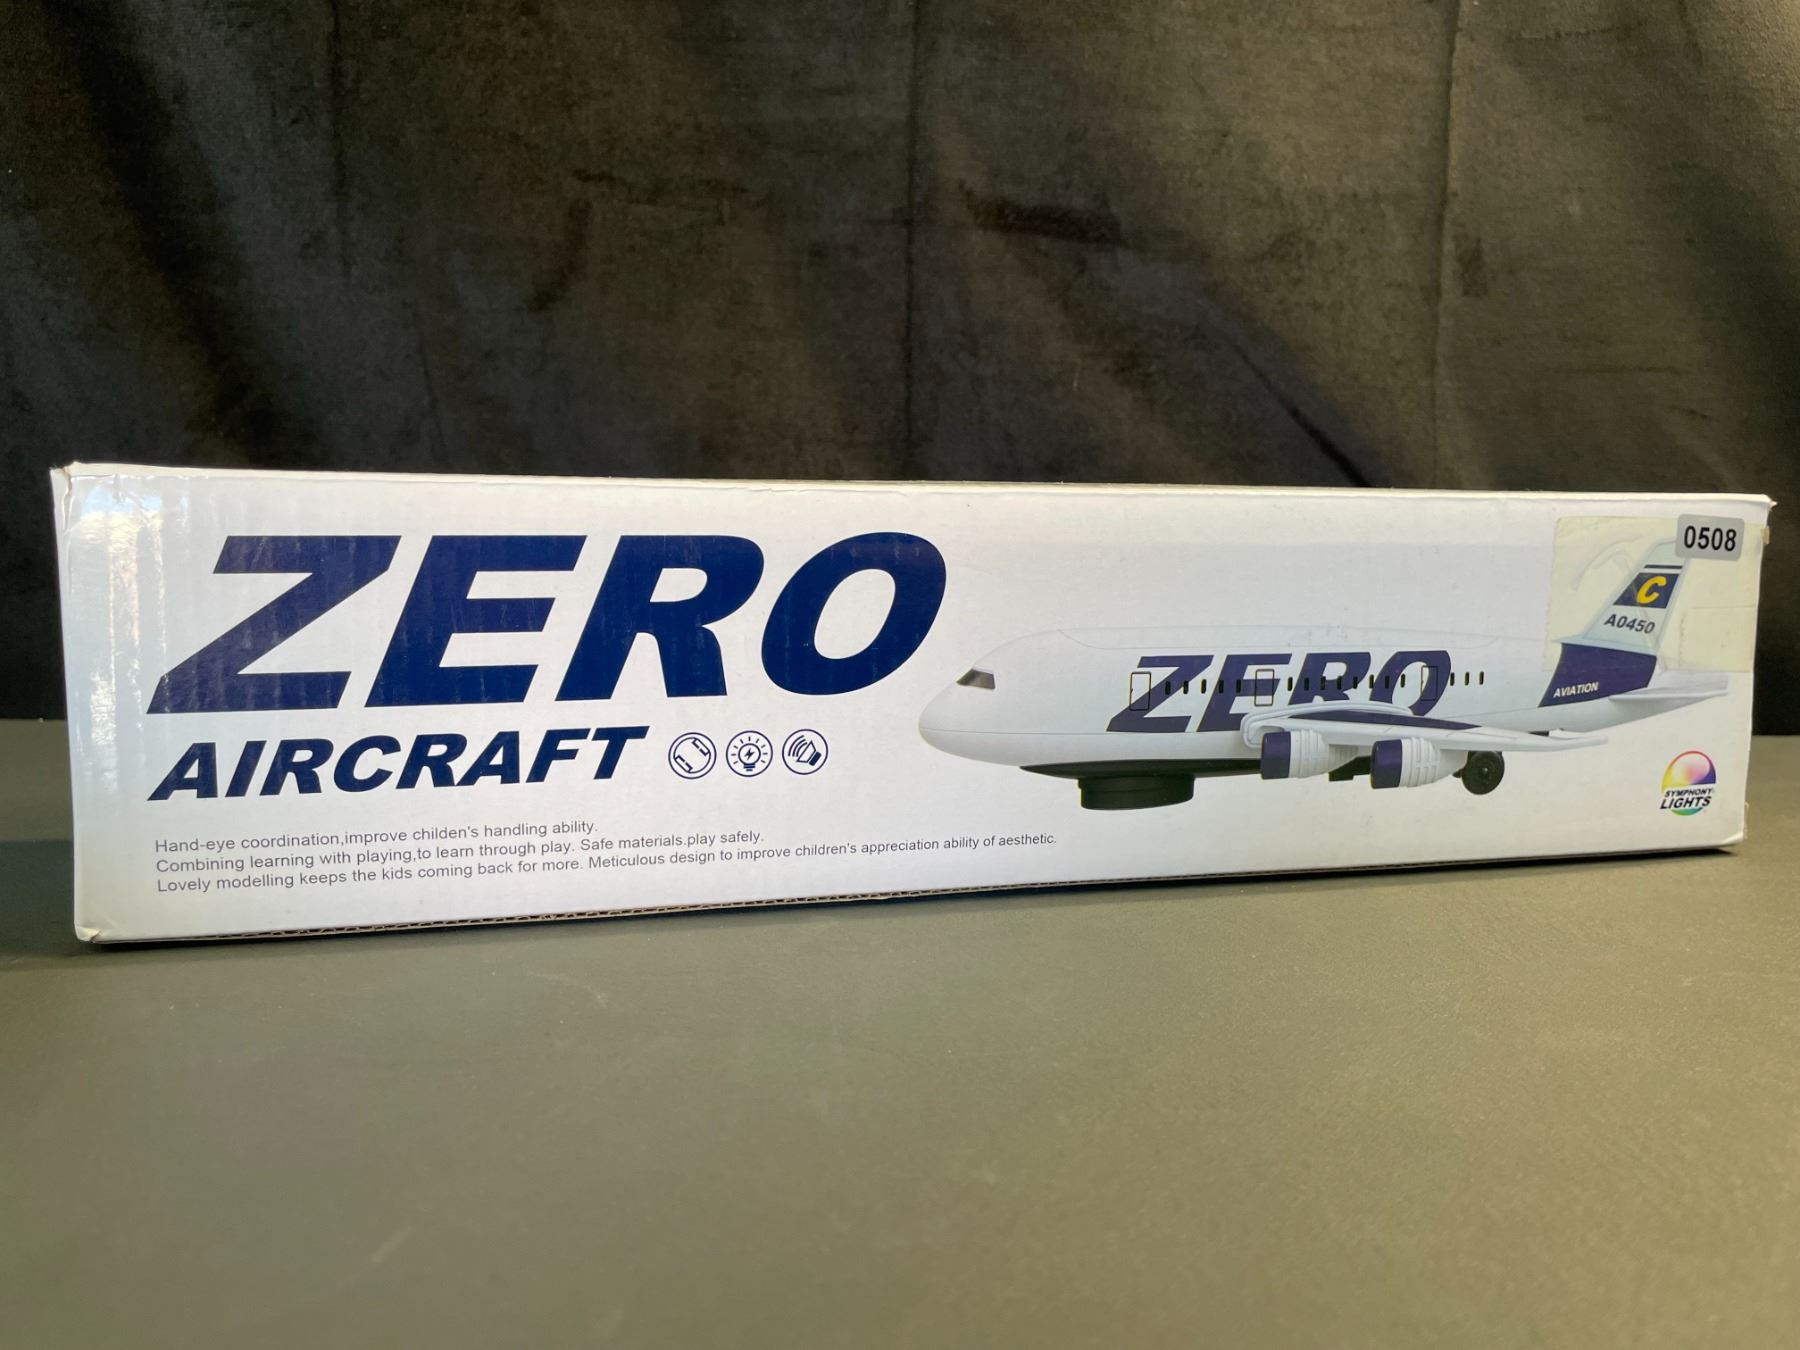 ZERO
AIRCRAFT
Hand-eye coordination,improve childen's handling ability.
Combining learning with playing,to learn through play. Safe materials.play safely.
Lovely modelling keeps the kids coming back for more. Meticulous design to improve children's appreciation ability of aesthetic.
ZERO
0508
C
A0450
AVIATION
SYMPHONY
LIGHTS